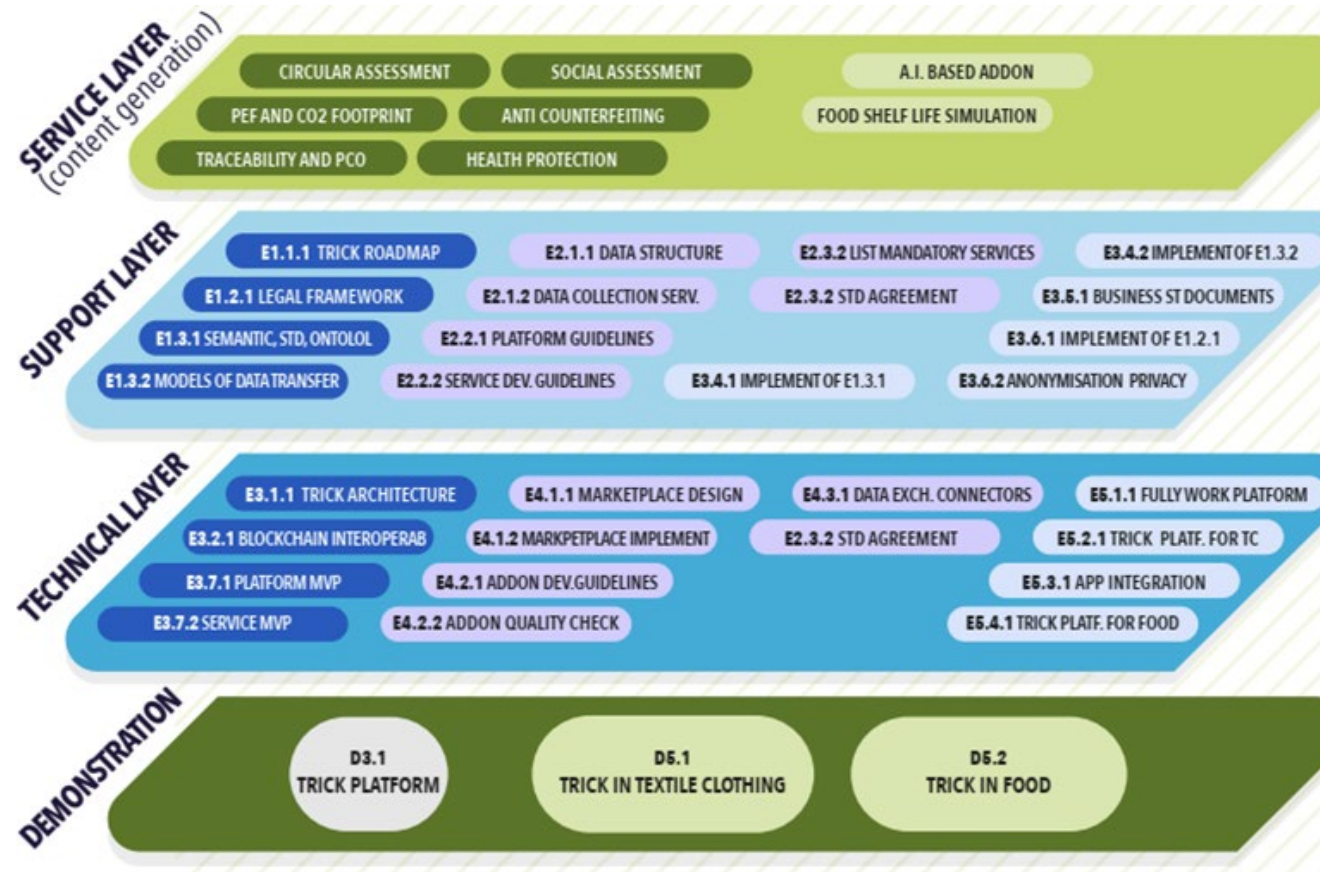 SERVICE LAYER
(content generation)
CIRCULAR ASSESSMENT
SOCIAL ASSESSMENT
A.I. BASED ADDON
PEF AND CO2 FOOTPRINT
ANTI COUNTERFEITING
FOOD SHELF LIFE SIMULATION
TRACEABILITY AND PCO
HEALTH PROTECTION
SUPPORT LAYER
E1.1.1 TRICK ROADMAP
E2.1.1 DATA STRUCTURE
E2.3.2 LIST MANDATORY SERVICES
E3.4.2 IMPLEMENT OF E1.3.2
E1.2.1 LEGAL FRAMEWORK
E2.1.2 DATA COLLECTION SERV.
E2.3.2 STD AGREEMENT
E3.5.1 BUSINESS ST DOCUMENTS
E1.3.1 SEMANTIC, STD, ONTOLOL
E2.2.1 PLATFORM GUIDELINES
E3.6.1 IMPLEMENT OF E1.2.1
E1.3.2 MODELS OF DATA TRANSFER
E2.2.2 SERVICE DEV. GUIDELINES
E3.4.1 IMPLEMENT OF E1.3.1
E3.6.2 ANONYMISATION PRIVACY
TECHNICAL LAYER
E3.1.1 TRICK ARCHITECTURE
E4.1.1 MARKETPLACE DESIGN
E4.3.1 DATA EXCH. CONNECTORS
E5.1.1 FULLY WORK PLATFORM
E3.2.1 BLOCKCHAIN INTEROPERAB
E4.1.2 MARKPETPLACE IMPLEMENT
E2.3.2 STD AGREEMENT
E5.2.1 TRICK PLATF. FOR TC
E3.7.1 PLATFORM MVP
E4.2.1 ADDON DEV.GUIDELINES
E5.3.1 APP INTEGRATION
E3.7.2 SERVICE MVP
E4.2.2 ADDON QUALITY CHECK
E5.4.1 TRICK PLATF. FOR FOOD
DEMONSTRATION
D3.1
TRICK PLATFORM
D5.1
TRICK IN TEXTILE CLOTHING
D5.2
TRICK IN FOOD